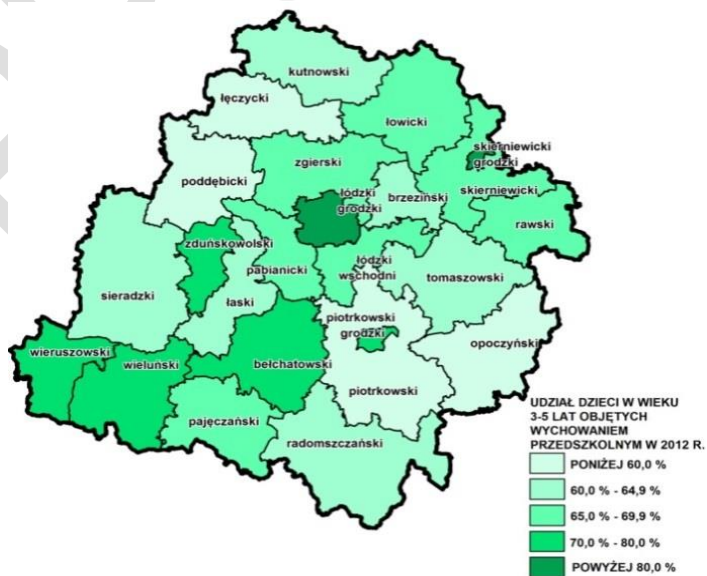 kutnowski
łęczycki
łowicki
skierniewicki
grodzki
zgierski
poddębicki
łódzki
grodzki
brzeziński
skierniewicki
rawski
zduńskowolski
pabianicki
łódzki
wschodni
tomaszowski
sieradzki
łaski
piotrkowski
grodzki
opoczyński
wieruszowski
wieluński
bełchatowski
piotrkowski
pajęczański
radomszczański
UDZIAŁ DZIECI W WIEKU
3-5 LAT OBJĘTYCH
WYCHOWANIEM
PRZEDSZKOLNYM W 2012 R.
PONIŻEJ 60,0 %
60,0 % - 64,9 %
65,0 % - 69,9 %
70,0 % - 80,0 %
POWYŻEJ 80,0 %